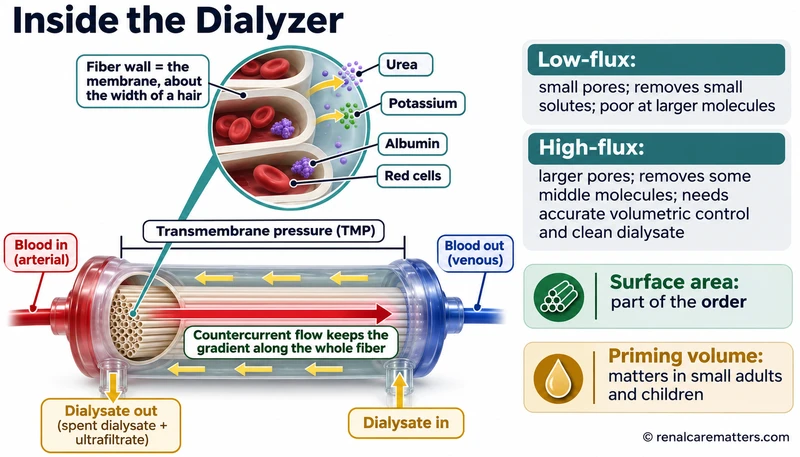 Inside the Dialyzer
Fiber wall = the
membrane, about
the width of a hair
Urea
Potassium
Albumin
Red cells
Transmembrane pressure (TMP)
Blood in
(arterial)
Blood out
(venous)
Countercurrent flow keeps the
gradient along the whole fiber
Dialysate out
(spent dialysate +
ultrafiltrate)
Dialysate in
Low-flux:
small pores; removes small
solutes; poor at larger molecules
High-flux:
larger pores; removes some
middle molecules; needs
accurate volumetric control
and clean dialysate
Surface area:
part of the order
Priming volume:
matters in small adults
and children
© renalcarematters.com